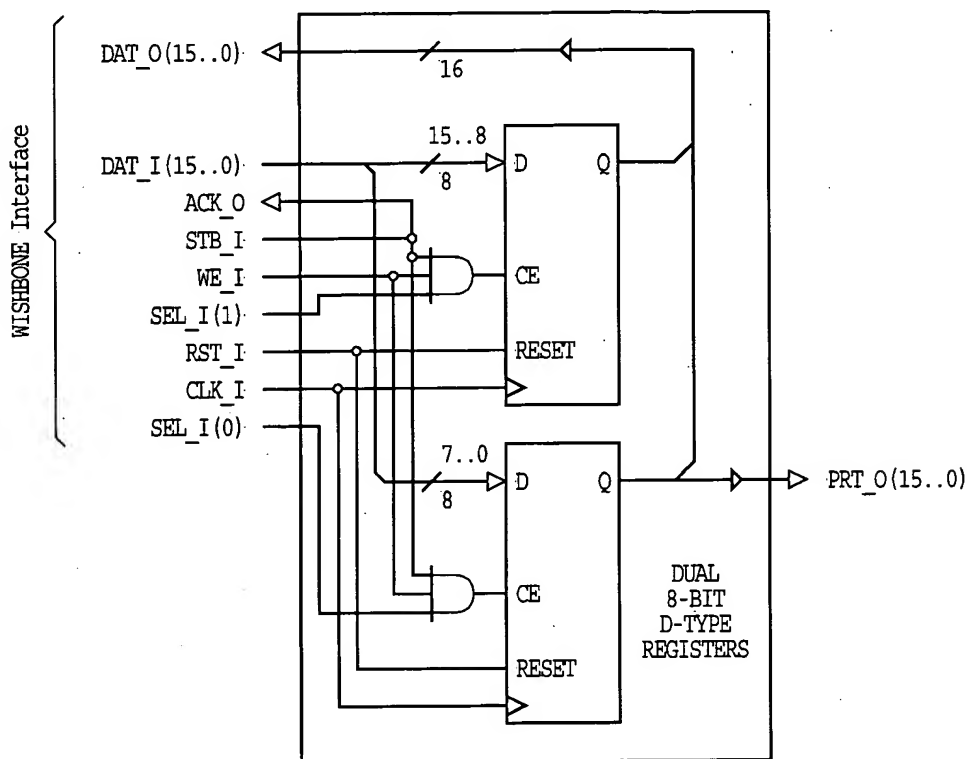 DAT_O(15..0)
16
WISHBONE Interface
DAT_I(15..0)
15..8
8
D
Q
ACK_O
STB_I
WE_I
CE
SEL_I(1)
RST_I
RESET
CLK_I
SEL_I(0)
7..0
8
D
Q
PRT_O(15..0)
CE
DUAL
8-BIT
D-TYPE
REGISTERS
RESET